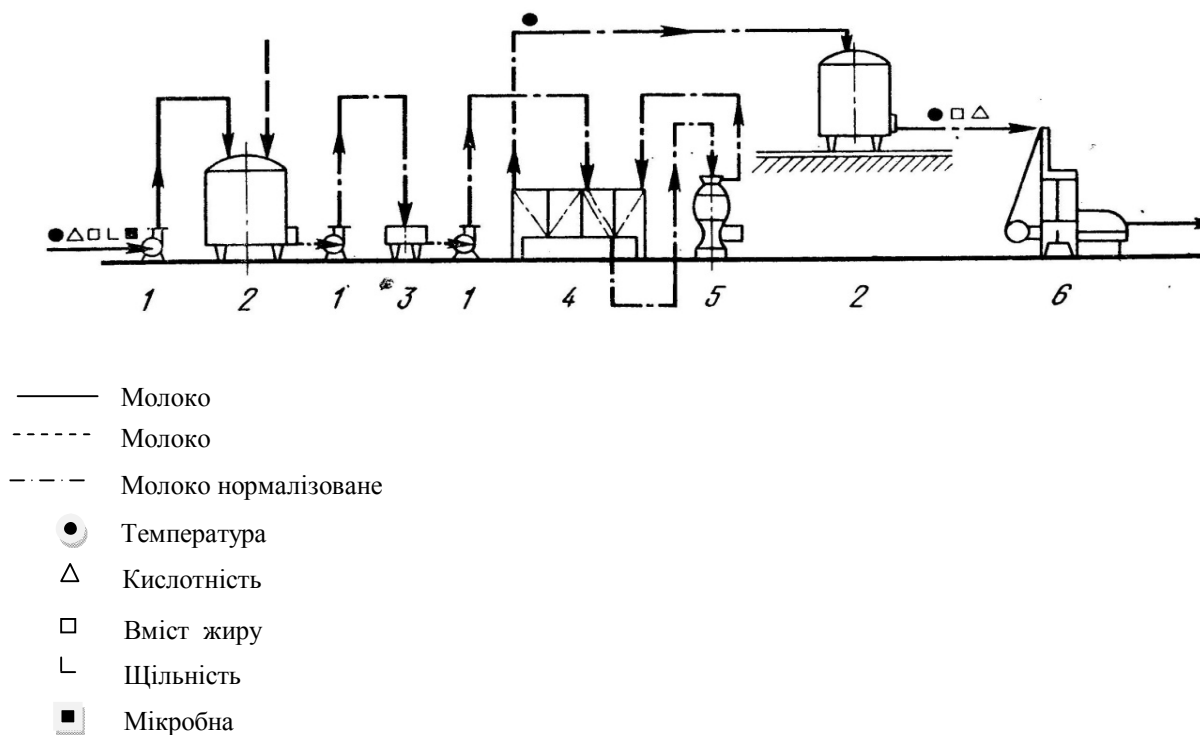 1 2 1 3 1 4 5 2 6
Молоко
Молоко
Молоко нормалізоване
Температура
Кислотність
Вміст жиру
Щільність
Мікробна